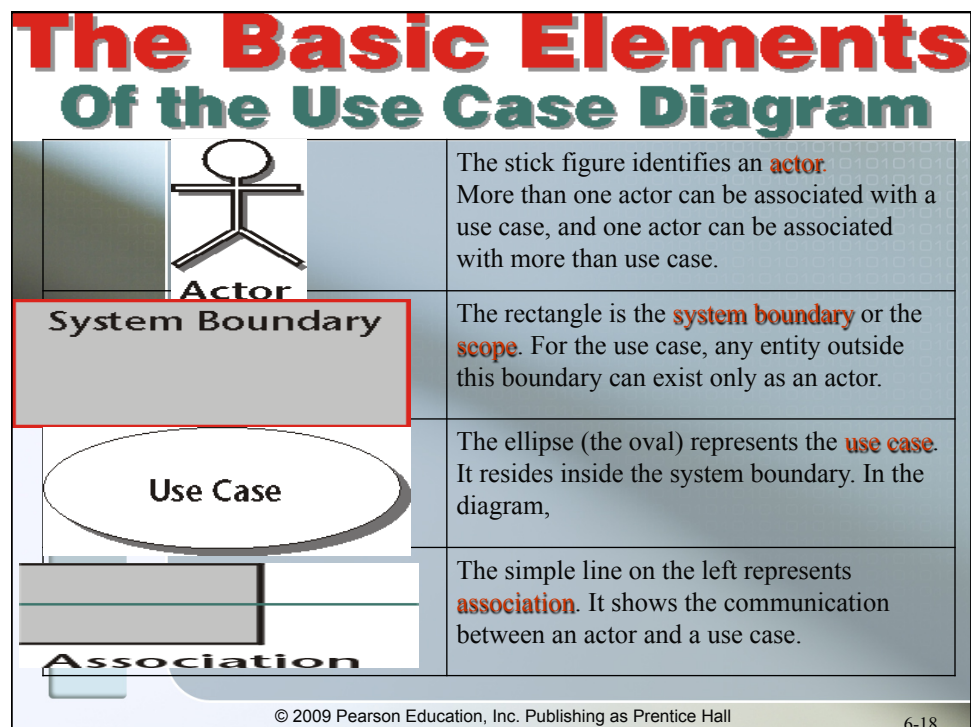 The Basic Elements
Of the Use Case Diagram
Actor
The stick figure identifies an actor.
More than one actor can be associated with a
use case, and one actor can be associated
with more than use case.
System Boundary
The rectangle is the system boundary or the
scope. For the use case, any entity outside
this boundary can exist only as an actor.
Use Case
The ellipse (the oval) represents the use case.
It resides inside the system boundary. In the
diagram,
Association
The simple line on the left represents
association. It shows the communication
between an actor and a use case.
© 2009 Pearson Education, Inc. Publishing as Prentice Hall
6-18